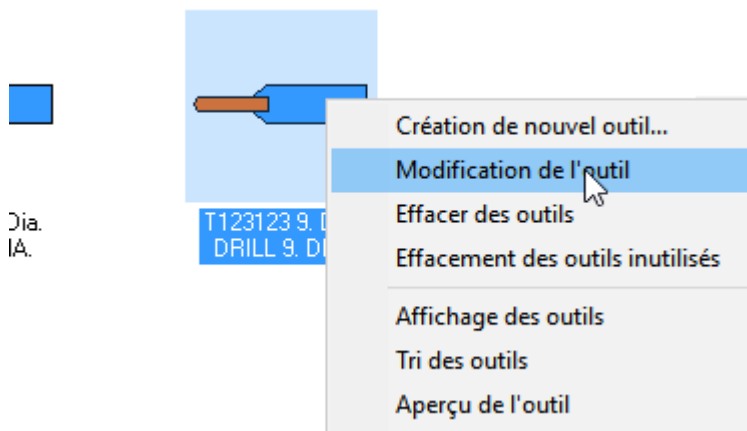 Dia.
IA.
T123123 9.
DRILL 9.
Création de nouvel outil...
Modification de l'outil
Effacer des outils
Effacement des outils inutilisés
Affichage des outils
Tri des outils
Aperçu de l'outil